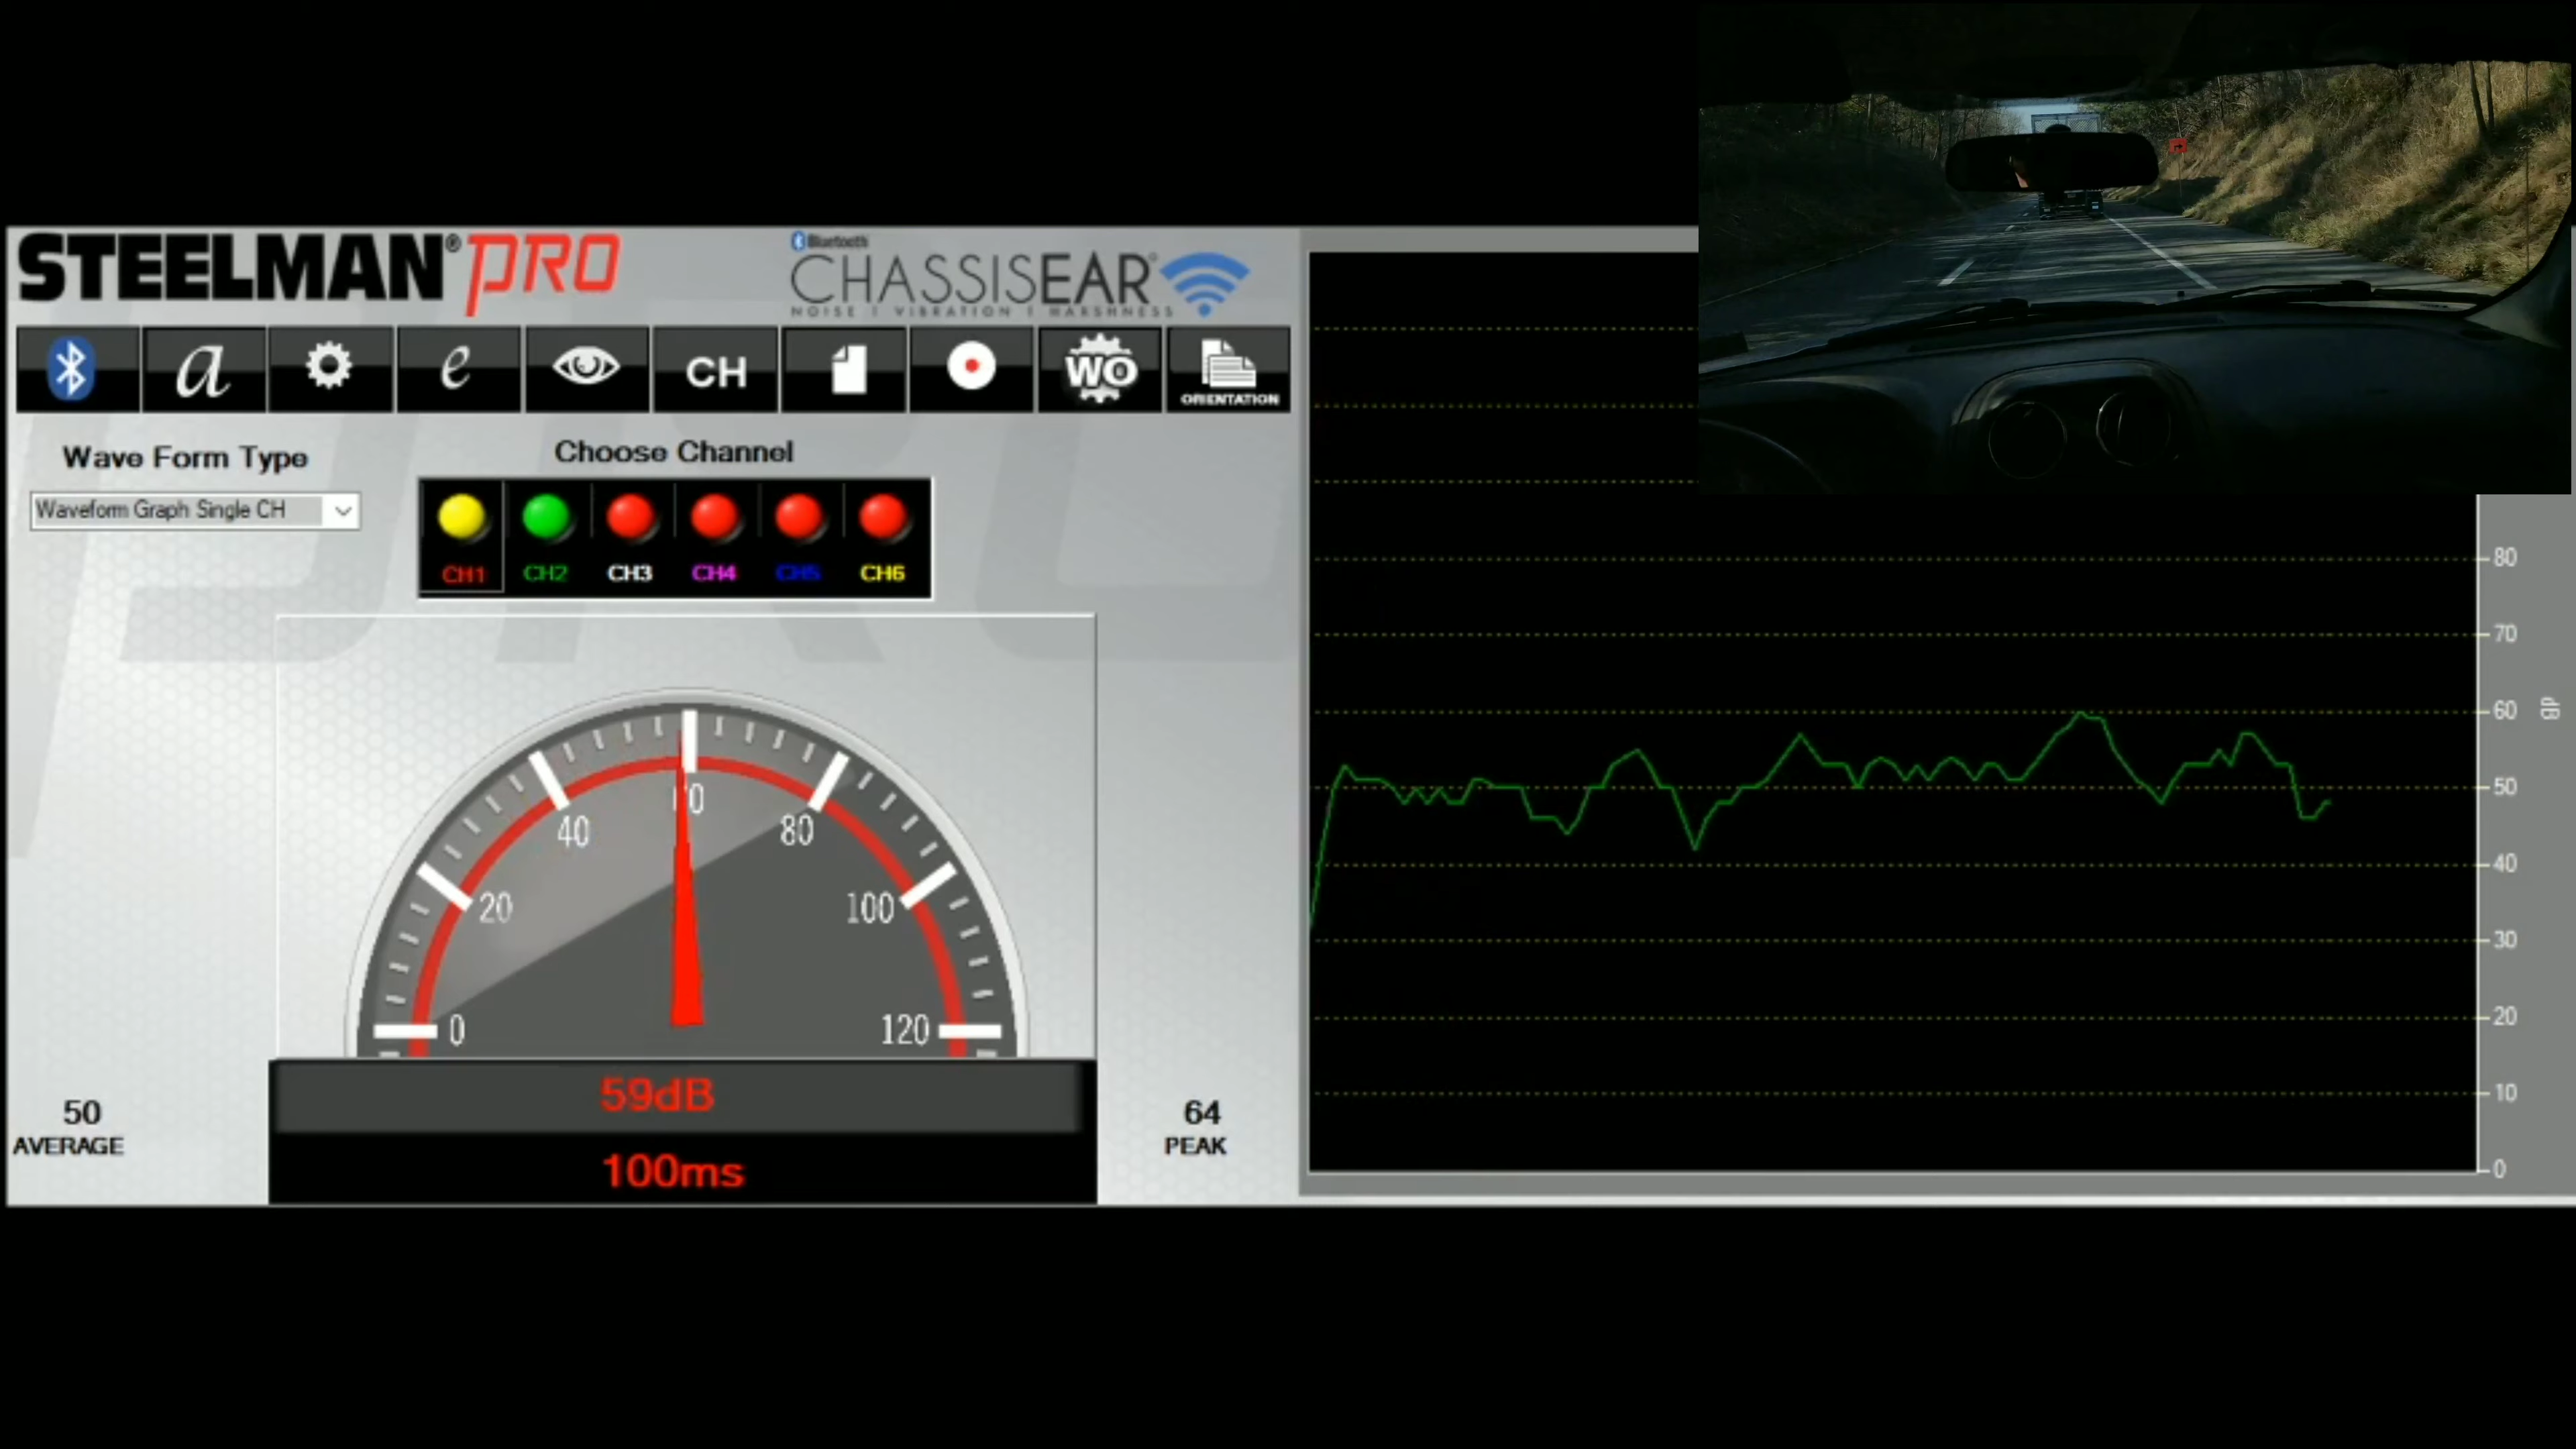 STEELMAN® PRO
Bluetooth
CHASSISEAR®
NOISE | VIBRATION | HARSHNESS
a
e
CH
WO
ORIENTATION
Wave Form Type
Choose Channel
Waveform Graph Single CH
CH1 CH2 CH3 CH4 CH5 CH6
0 20 40 60 80 100 120
59dB
100ms
50
AVERAGE
64
PEAK
80
70
60
50
40
30
20
10
0
dB